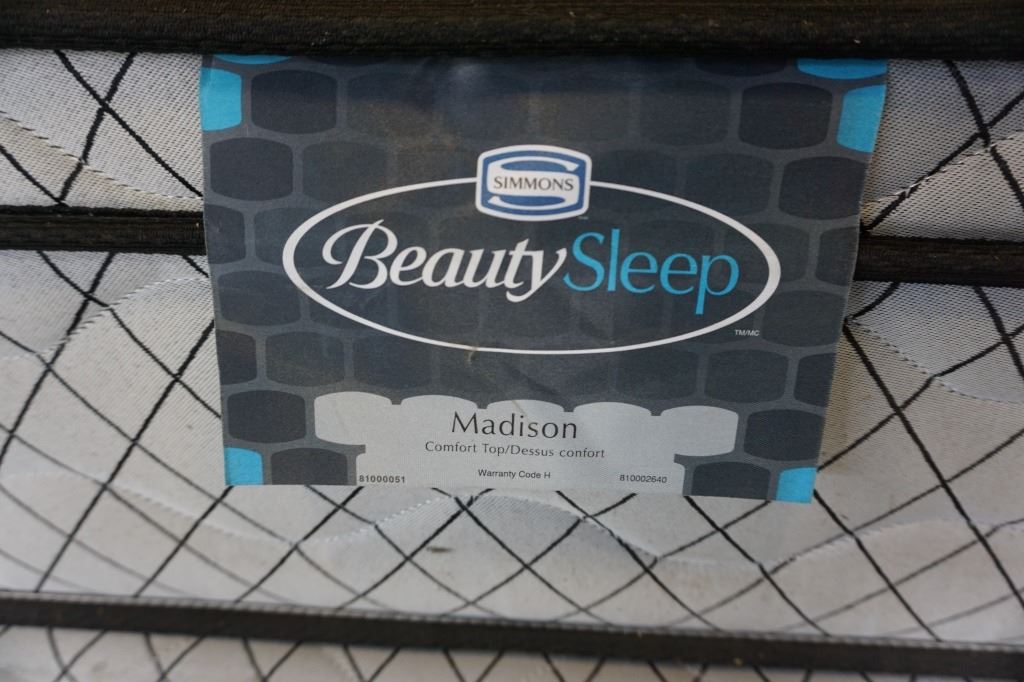 SIMMONS
BeautySleep
TM/MC
Madison
Comfort Top/Dessus confort
81000051 Warranty Code H 810002640